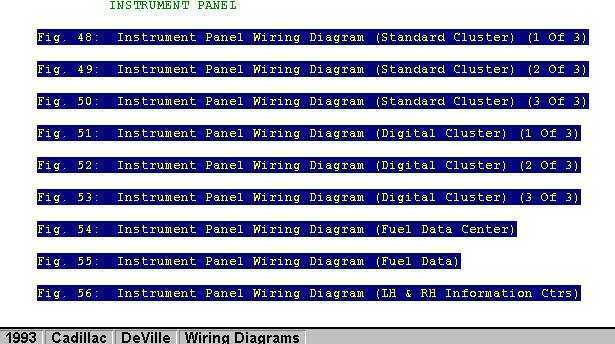 INSTRUMENT PANEL
Fig. 48: Instrument Panel Wiring Diagram (Standard Cluster) (1 Of 3)
Fig. 49: Instrument Panel Wiring Diagram (Standard Cluster) (2 Of 3)
Fig. 50: Instrument Panel Wiring Diagram (Standard Cluster) (3 Of 3)
Fig. 51: Instrument Panel Wiring Diagram (Digital Cluster) (1 Of 3)
Fig. 52: Instrument Panel Wiring Diagram (Digital Cluster) (2 Of 3)
Fig. 53: Instrument Panel Wiring Diagram (Digital Cluster) (3 Of 3)
Fig. 54: Instrument Panel Wiring Diagram (Fuel Data Center)
Fig. 55: Instrument Panel Wiring Diagram (Fuel Data)
Fig. 56: Instrument Panel Wiring Diagram (LH & RH Information Ctrs)
1993 Cadillac DeVille Wiring Diagrams